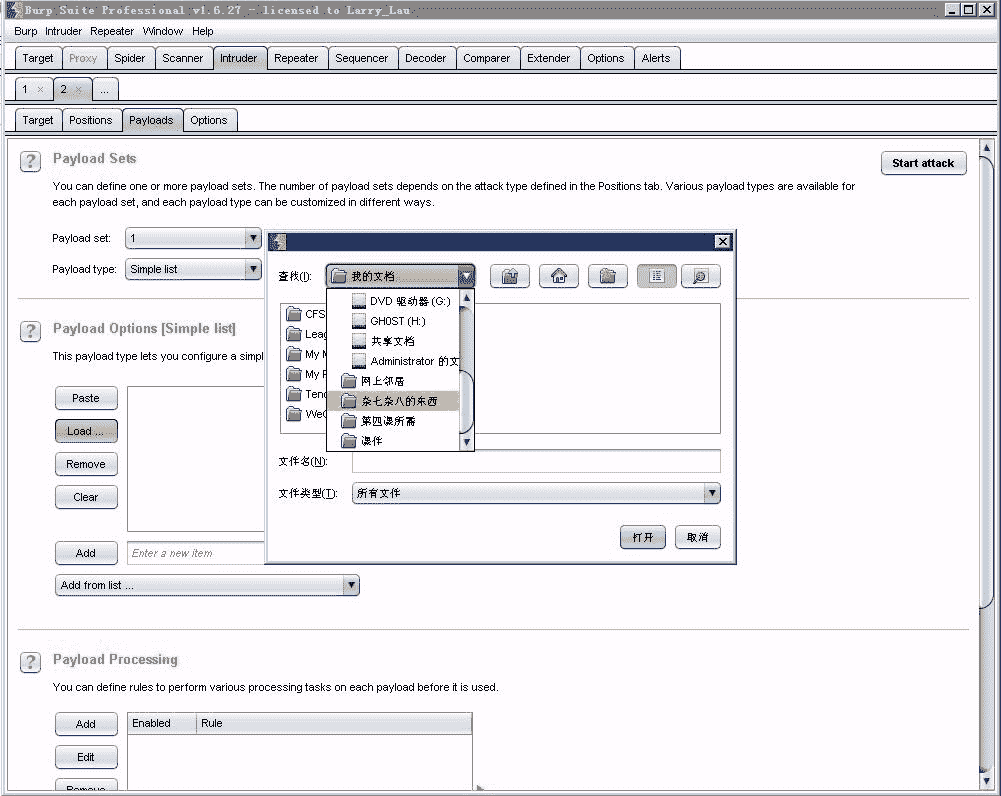 Burp Suite Professional v1.6.27 - licensed to Larry_Lau
Burp Intruder Repeater Window Help
Target Proxy Spider Scanner Intruder Repeater Sequencer Decoder Comparer Extender Options Alerts
1 × 2 × ...
Target Positions Payloads Options
? Payload Sets
Start attack
You can define one or more payload sets. The number of payload sets depends on the attack type defined in the Positions tab. Various payload types are available for
each payload set, and each payload type can be customized in different ways.
Payload set: 1
Payload type: Simple list
查找(I): 我的文档
DVD 驱动器 (G:)
GH0ST (H:)
共享文档
Administrator 的文
网上邻居
杂七杂八的东西
第四课所需
课件
CFS
Leag
My M
My P
Tenc
WeC
文件名(N):
文件类型(T): 所有文件
打开 取消
? Payload Options [Simple list]
This payload type lets you configure a simpl
Paste
Load ...
Remove
Clear
Add Enter a new item
Add from list ...
? Payload Processing
You can define rules to perform various processing tasks on each payload before it is used.
Add Enabled Rule
Edit
Remove